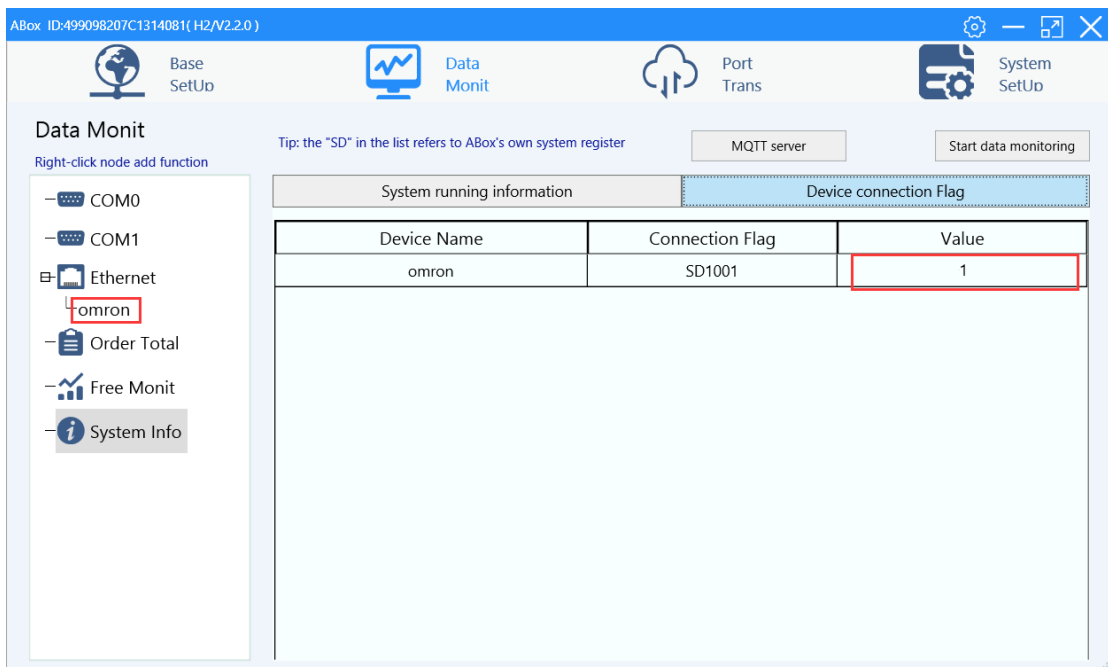 ABox ID:499098207C1314081( H2/V2.2.0 )
Base
SetUp
Data
Monit
Port
Trans
System
SetUp
Data Monit
Right-click node add function
Tip: the "SD" in the list refers to ABox's own system register
MQTT server
Start data monitoring
COM0
COM1
Ethernet
omron
Order Total
Free Monit
System Info
System running information
Device connection Flag
Device Name
Connection Flag
Value
omron
SD1001
1